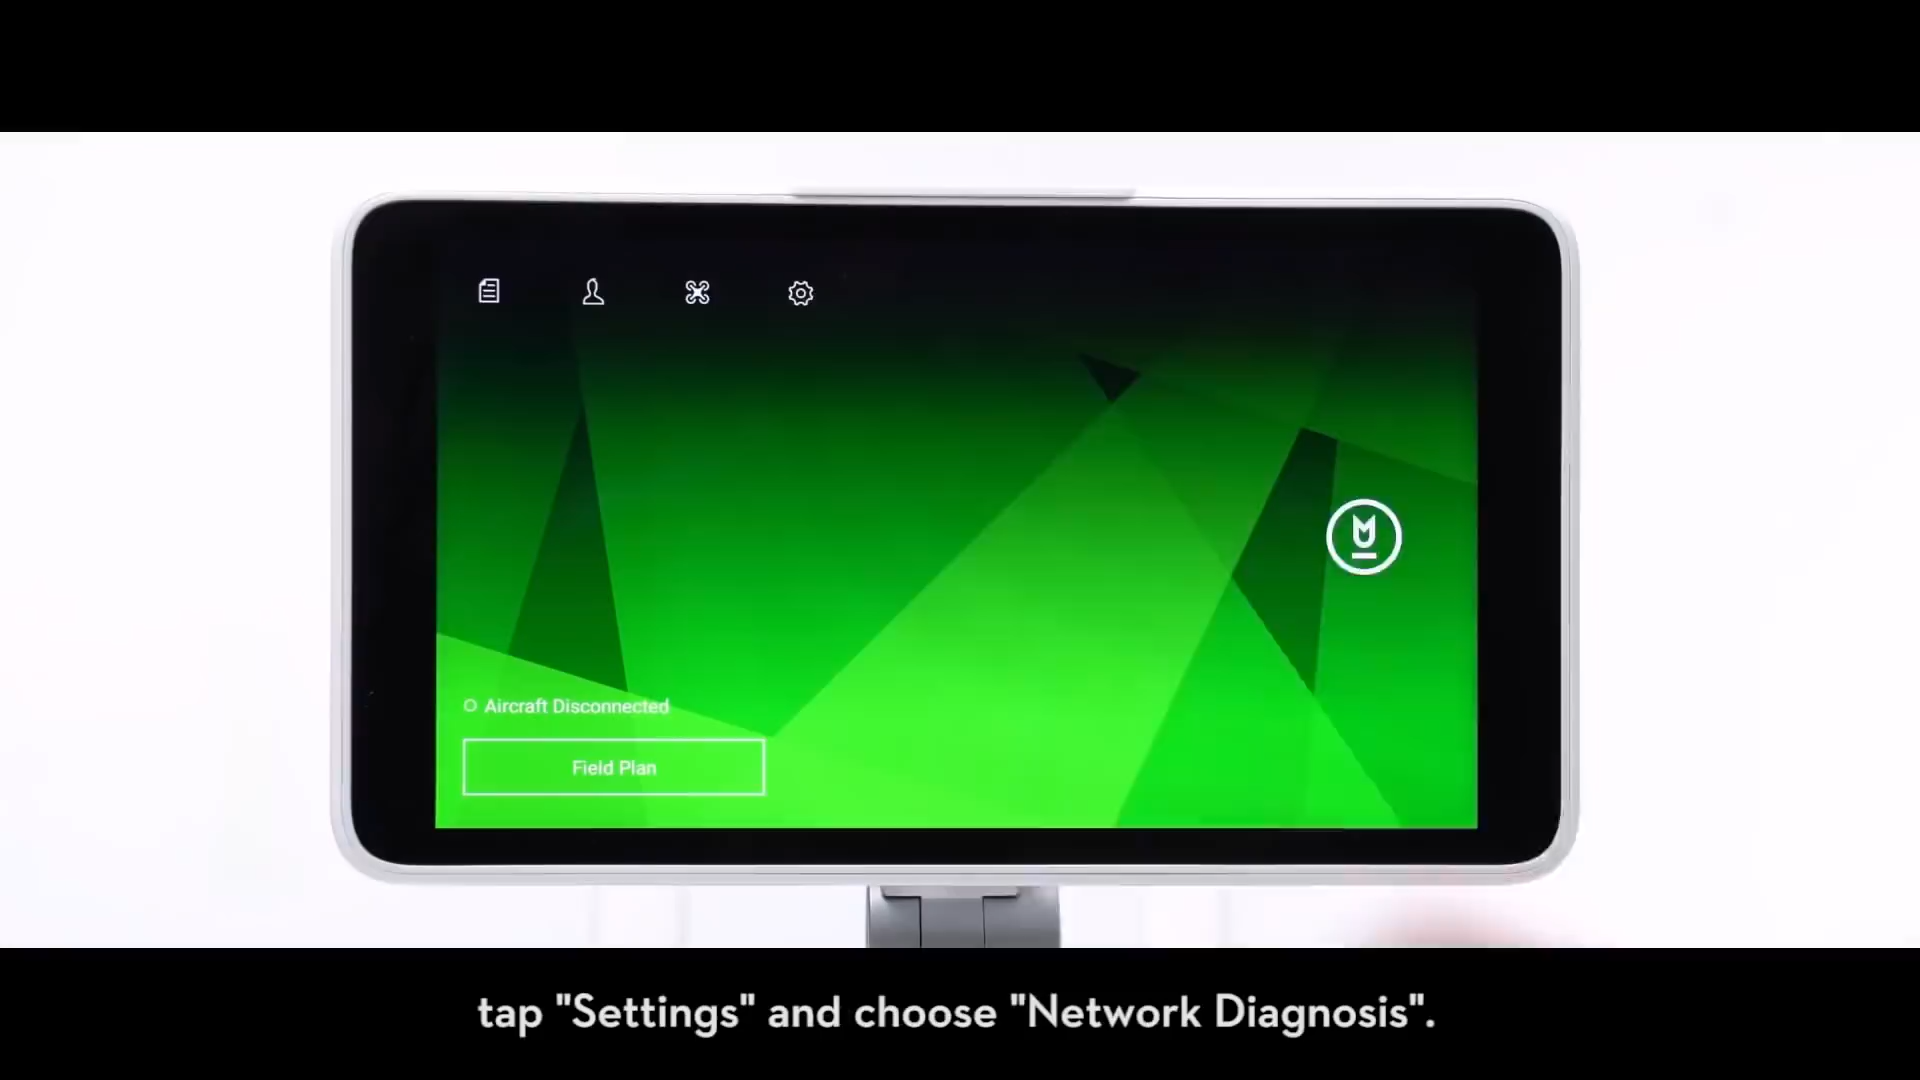 Aircraft Disconnected
Field Plan
tap "Settings" and choose "Network Diagnosis".